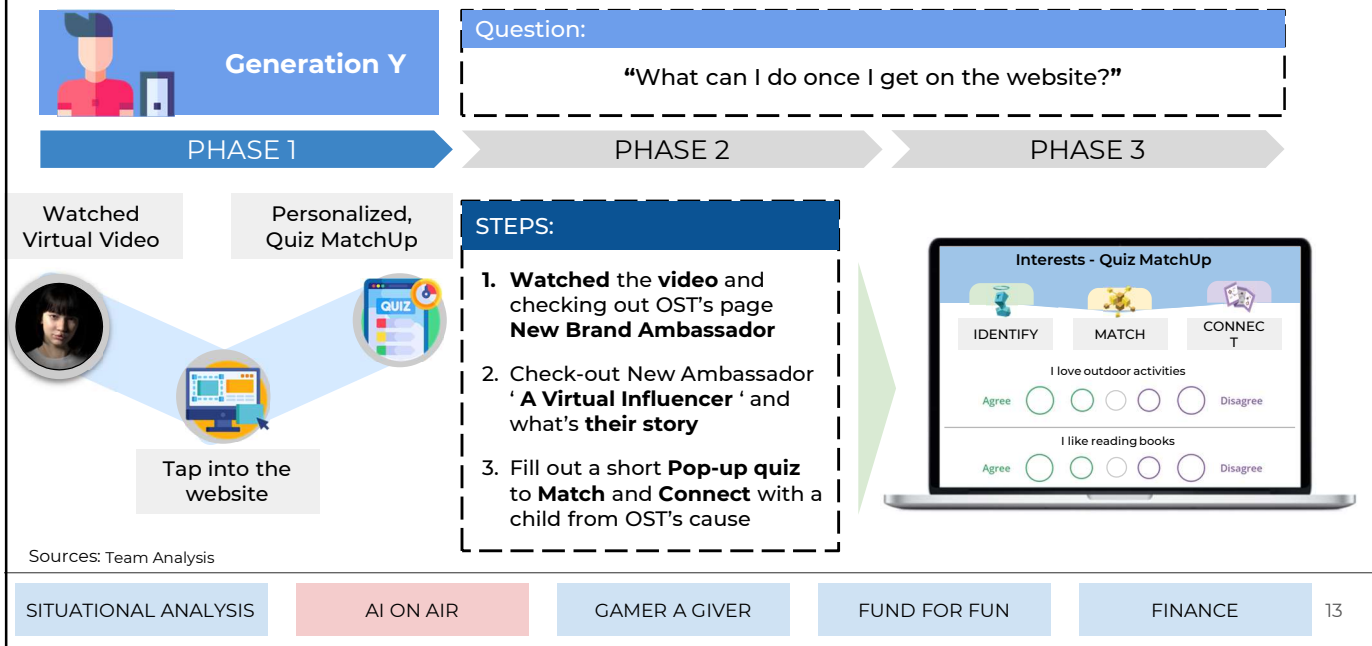 Generation Y
Question:
“What can I do once I get on the website?”
PHASE 1
PHASE 2
PHASE 3
Watched
Virtual Video
Personalized,
Quiz MatchUp
QUIZ
Tap into the
website
STEPS:
1. Watched the video and
checking out OST’s page
New Brand Ambassador
2. Check-out New Ambassador
‘ A Virtual Influencer ‘ and
what’s their story
3. Fill out a short Pop-up quiz
to Match and Connect with a
child from OST’s cause
Interests - Quiz MatchUp
IDENTIFY
MATCH
CONNEC
T
I love outdoor activities
Agree
Disagree
I like reading books
Agree
Disagree
Sources: Team Analysis
SITUATIONAL ANALYSIS
AI ON AIR
GAMER A GIVER
FUND FOR FUN
FINANCE
13